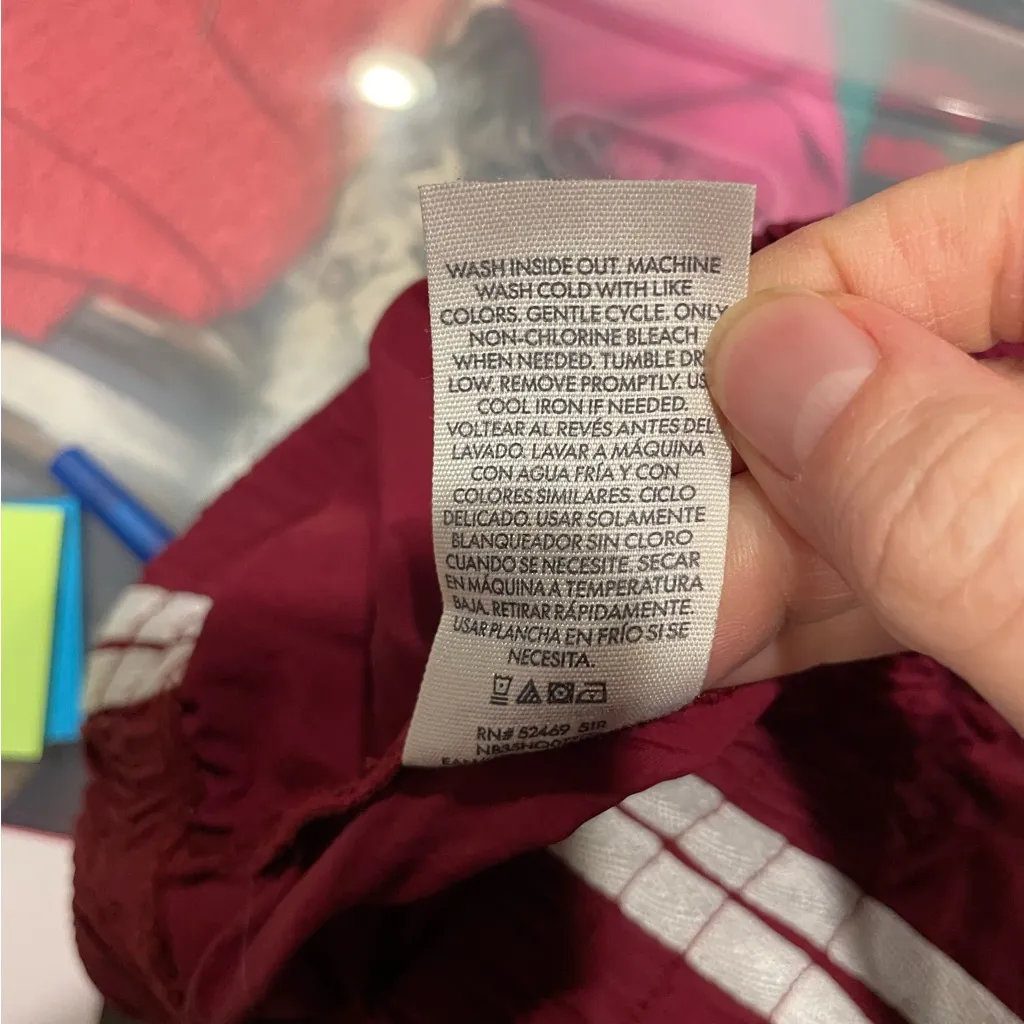 WASH INSIDE OUT. MACHINE
WASH COLD WITH LIKE
COLORS. GENTLE CYCLE. ONLY
NON-CHLORINE BLEACH
WHEN NEEDED. TUMBLE DR
LOW. REMOVE PROMPTLY. US
COOL IRON IF NEEDED.
VOLTEAR AL REVÉS ANTES DEL
LAVADO. LAVAR A MÁQUINA
CON AGUA FRÍA Y CON
COLORES SIMILARES. CICLO
DELICADO. USAR SOLAMENTE
BLANQUEADOR SIN CLORO
CUANDO SE NECESITE. SECAR
EN MÁQUINA A TEMPERATURA
BAJA. RETIRAR RÁPIDAMENTE.
USAR PLANCHA EN FRÍO SI SE
NECESITA.
RN# 52469 51R